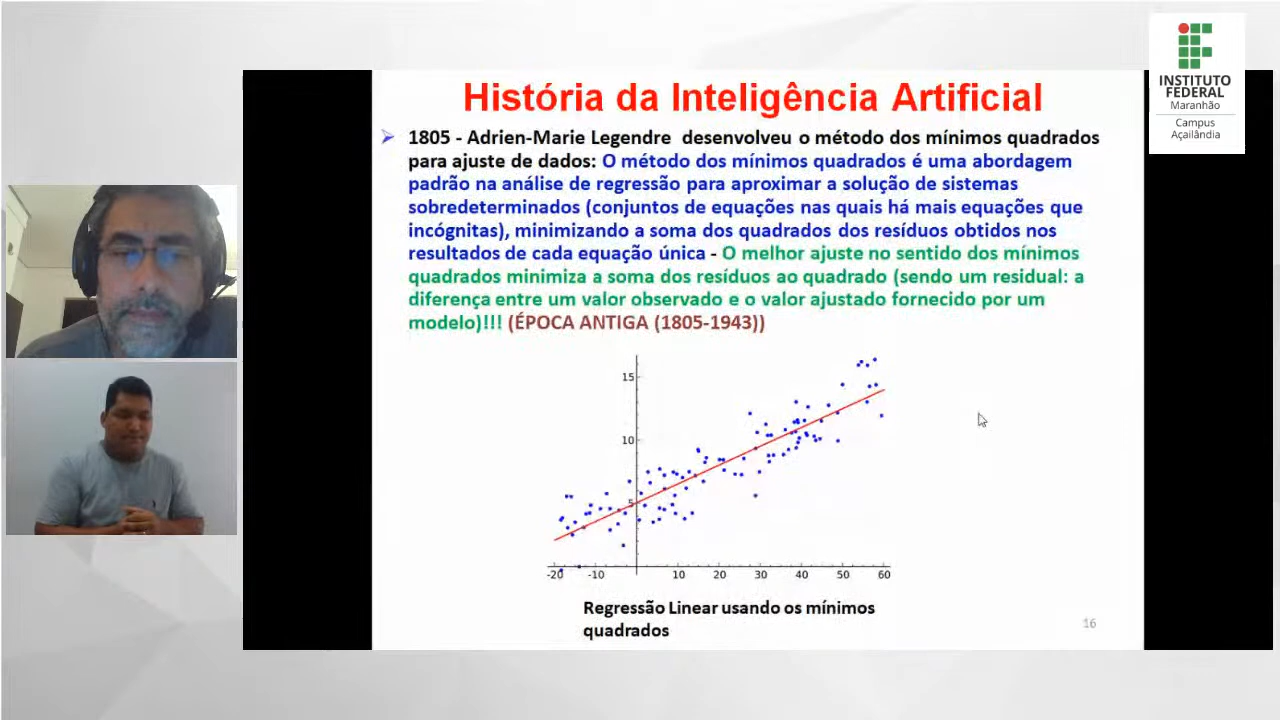 INSTITUTO
FEDERAL
Maranhão
Campus
Açailândia
História da Inteligência Artificial
1805 - Adrien-Marie Legendre desenvolveu o método dos mínimos quadrados
para ajuste de dados: O método dos mínimos quadrados é uma abordagem
padrão na análise de regressão para aproximar a solução de sistemas
sobredeterminados (conjuntos de equações nas quais há mais equações que
incógnitas), minimizando a soma dos quadrados dos resíduos obtidos nos
resultados de cada equação única - O melhor ajuste no sentido dos mínimos
quadrados minimiza a soma dos resíduos ao quadrado (sendo um residual: a
diferença entre um valor observado e o valor ajustado fornecido por um
modelo)!!! (ÉPOCA ANTIGA (1805-1943))
15
10
5
-20 -10 10 20 30 40 50 60
Regressão Linear usando os mínimos
quadrados
16